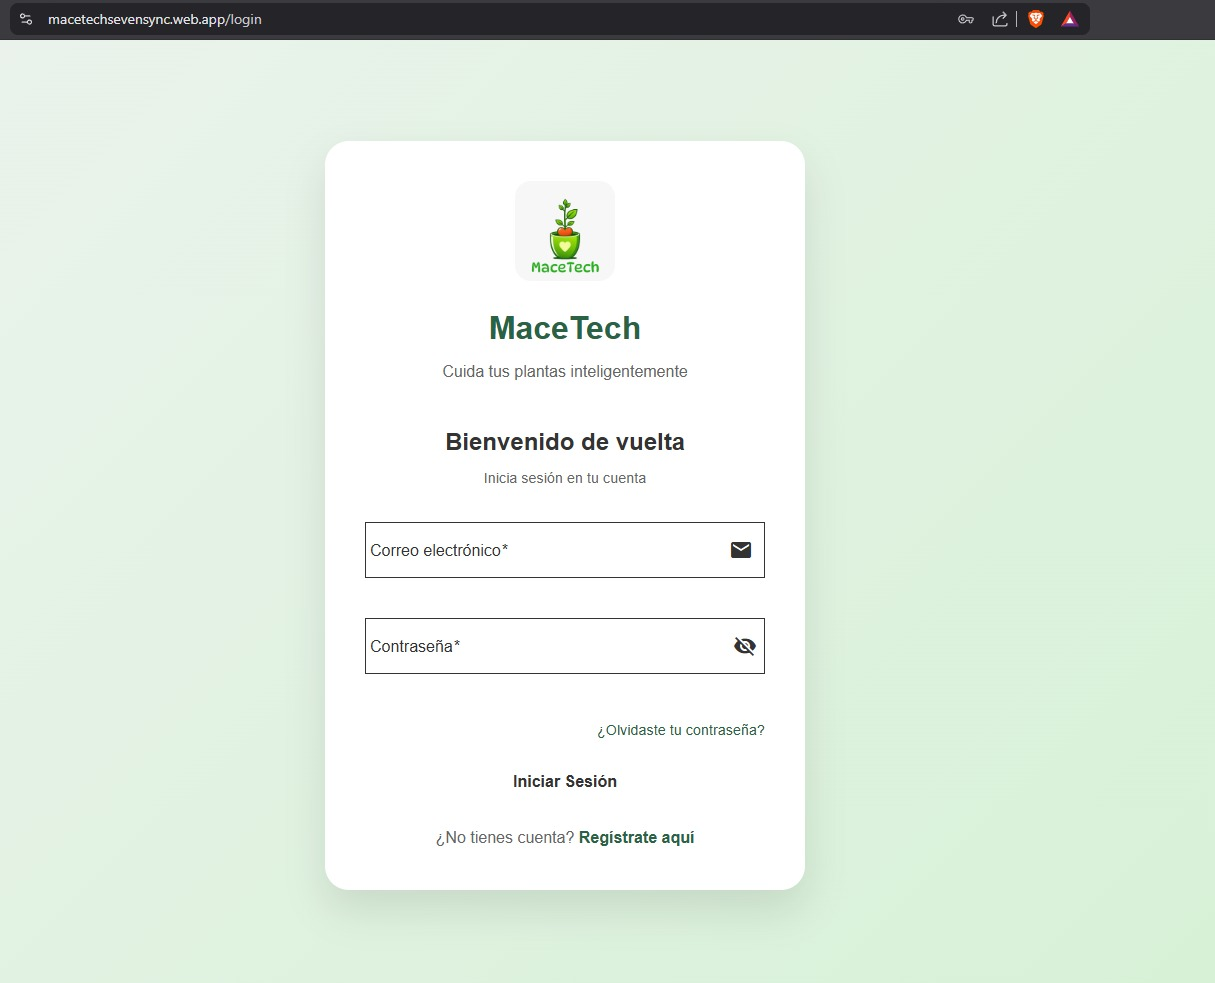 macetechsevensync.web.app/login
MaceTech
MaceTech
Cuida tus plantas inteligentemente
Bienvenido de vuelta
Inicia sesión en tu cuenta
Correo electrónico*
Contraseña*
¿Olvidaste tu contraseña?
Iniciar Sesión
¿No tienes cuenta? Regístrate aquí